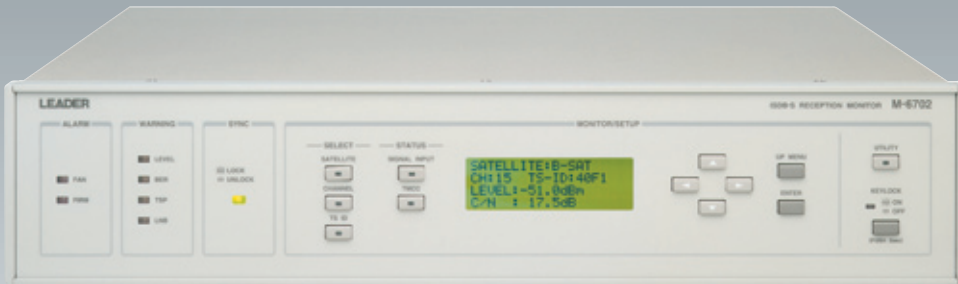 LEADER
ISDB-S RECEPTION MONITOR M-6702
ALARM
WARNING
SYNC
MONITOR/SETUP
SELECT
STATUS
SATELLITE
SIGNAL INPUT
CHANNEL
TMCC
TS ID
FAN
LEVEL
BER
TSP
LNB
LOCK
UNLOCK
SATELLITE:B-SAT
CH:15 TS-ID:40F1
LEVEL:-51.0dBm
C/N : 17.5dB
UP MENU
ENTER
UTILITY
KEYLOCK
ON
OFF